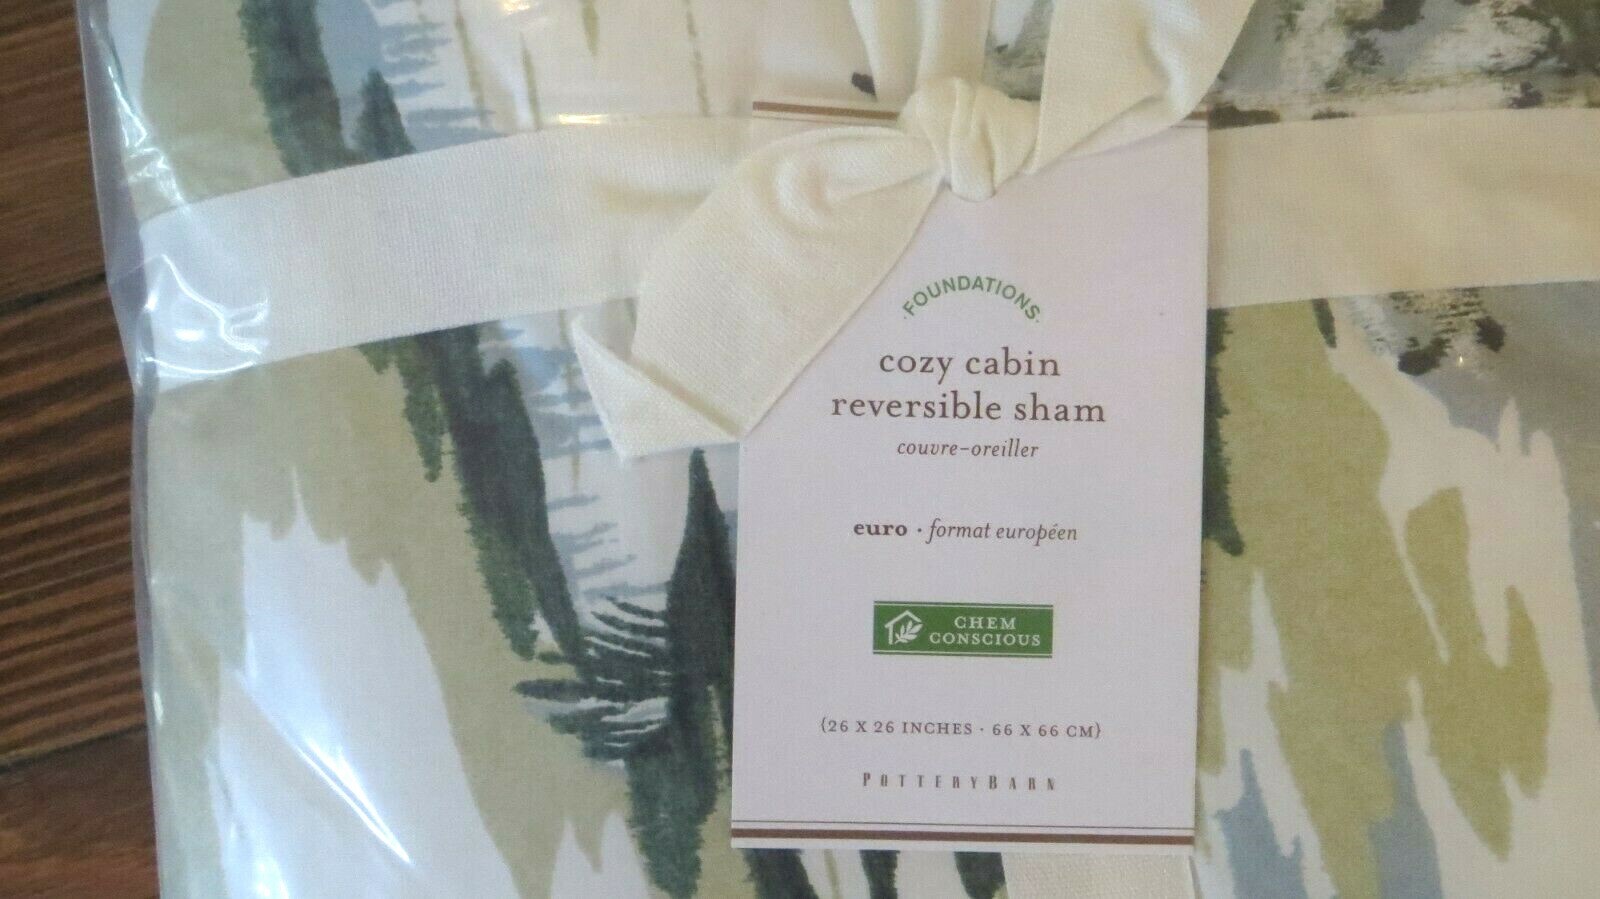 ·FOUNDATIONS·
cozy cabin
reversible sham
couvre-oreiller
euro · format européen
CHEM
CONSCIOUS
{26 X 26 INCHES · 66 X 66 CM}
POTTERYBARN